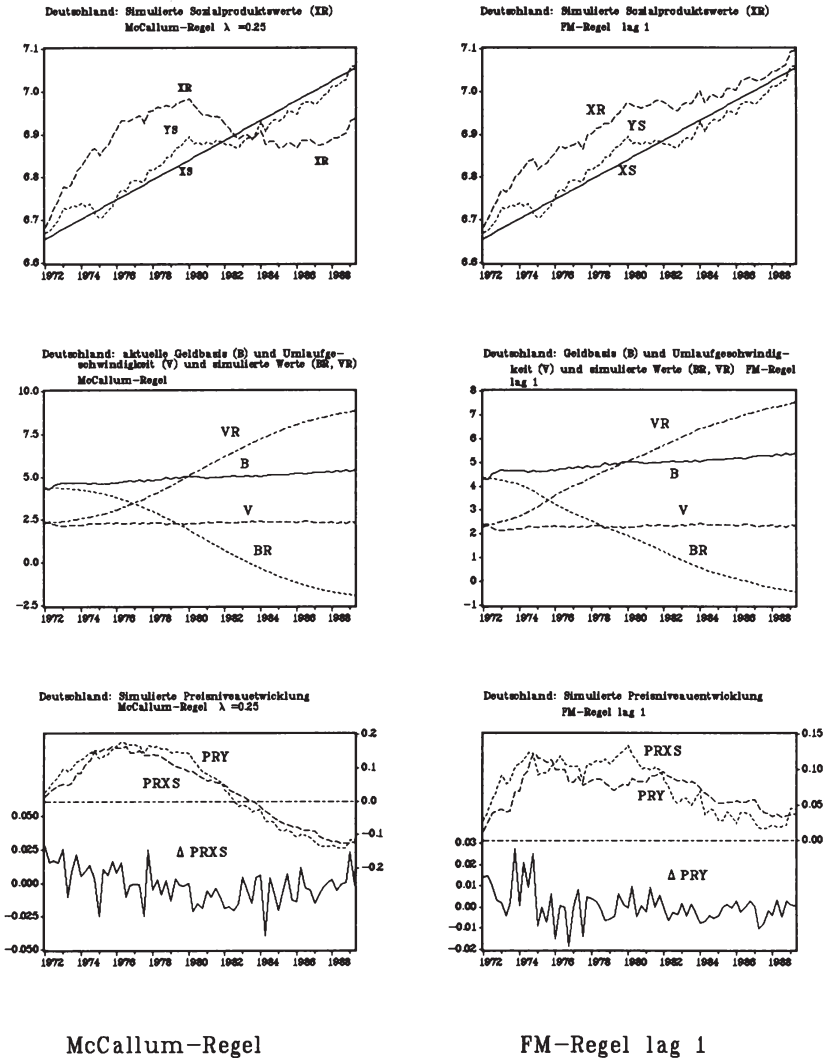 Deutschland: Simulierte Sozialproduktswerte (XR)
McCallum-Regel λ =0.25
7.1
7.0
6.9
6.8
6.7
6.6
XR
YS
XS
XR
1972 1974 1976 1978 1980 1982 1984 1986 1988
Deutschland: Simulierte Sozialproduktswerte (XR)
FM-Regel lag 1
7.1
7.0
6.9
6.8
6.7
6.6
XR
YS
XS
1972 1974 1976 1978 1980 1982 1984 1986 1988
Deutschland: aktuelle Geldbasis (B) und Umlaufge-
schwindigkeit (V) und simulierte Werte (BR, VR)
McCallum-Regel
10.0
7.5
5.0
2.5
0.0
-2.5
VR
B
V
BR
1972 1974 1976 1978 1980 1982 1984 1986 1988
Deutschland: Geldbasis (B) und Umlaufgeschwindig-
keit (V) und simulierte Werte (BR, VR) FM-Regel
lag 1
8
7
6
5
4
3
2
1
0
-1
VR
B
V
BR
1972 1974 1976 1978 1980 1982 1984 1986 1988
Deutschland: Simulierte Preisniveauetwicklung
McCallum-Regel λ =0.25
0.2
0.1
0.0
-0.1
-0.2
0.050
0.025
0.000
-0.025
-0.050
PRY
PRXS
Δ PRXS
1972 1974 1976 1978 1980 1982 1984 1986 1988
Deutschland: Simulierte Preisniveauentwicklung
FM-Regel lag 1
0.15
0.10
0.05
0.00
0.03
0.02
0.01
0.00
-0.01
-0.02
PRXS
PRY
Δ PRY
1972 1974 1976 1978 1980 1982 1984 1986 1988
McCallum-Regel
FM-Regel lag 1